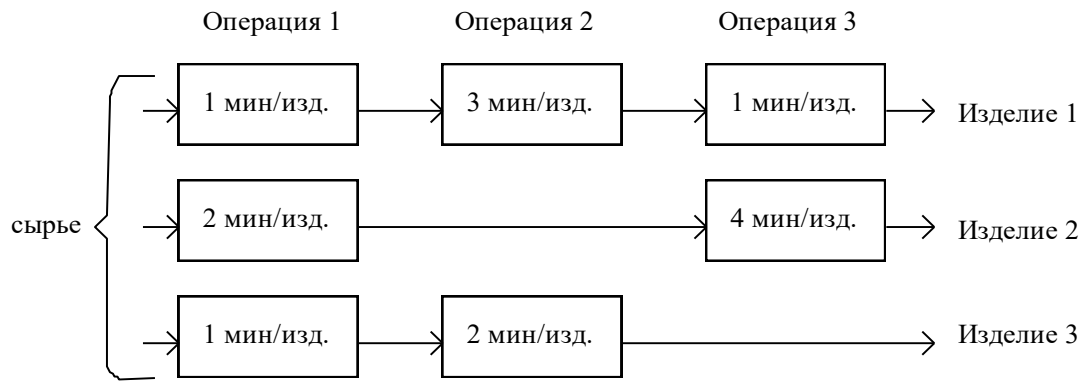 Операция 1 Операция 2 Операция 3
1 мин/изд. 3 мин/изд. 1 мин/изд. Изделие 1
сырье 2 мин/изд. 4 мин/изд. Изделие 2
1 мин/изд. 2 мин/изд. Изделие 3